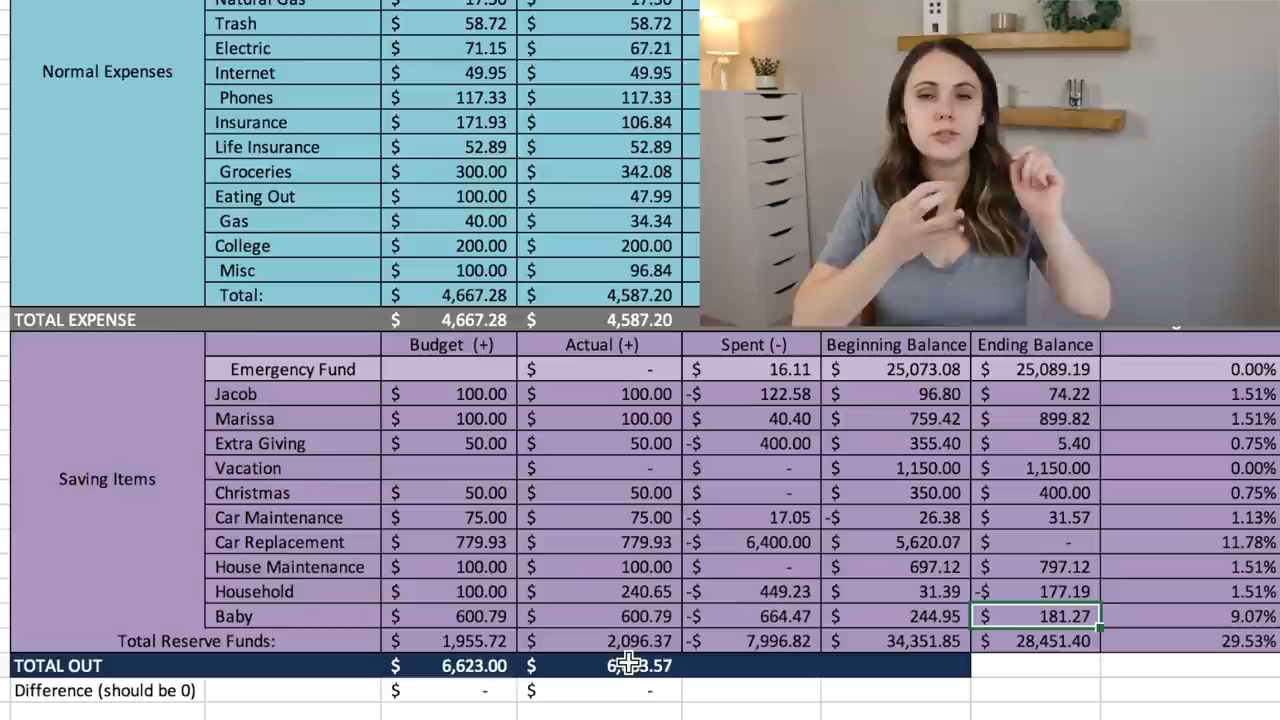 Natural Gas $ 17.50 $ 17.50
Trash $ 58.72 $ 58.72
Electric $ 71.15 $ 67.21
Internet $ 49.95 $ 49.95
Normal Expenses
Phones $ 117.33 $ 117.33
Insurance $ 171.93 $ 106.84
Life Insurance $ 52.89 $ 52.89
Groceries $ 300.00 $ 342.08
Eating Out $ 100.00 $ 47.99
Gas $ 40.00 $ 34.34
College $ 200.00 $ 200.00
Misc $ 100.00 $ 96.84
Total: $ 4,667.28 $ 4,587.20
TOTAL EXPENSE $ 4,667.28 $ 4,587.20
Budget (+) Actual (+) Spent (-) Beginning Balance Ending Balance
Emergency Fund $ - $ 16.11 $ 25,073.08 $ 25,089.19 0.00%
Jacob $ 100.00 $ 100.00 -$ 122.58 $ 96.80 $ 74.22 1.51%
Marissa $ 100.00 $ 100.00 $ 40.40 $ 759.42 $ 899.82 1.51%
Extra Giving $ 50.00 $ 50.00 -$ 400.00 $ 355.40 $ 5.40 0.75%
Vacation $ - $ - $ 1,150.00 $ 1,150.00 0.00%
Saving Items
Christmas $ 50.00 $ 50.00 $ - $ 350.00 $ 400.00 0.75%
Car Maintenance $ 75.00 $ 75.00 -$ 17.05 -$ 26.38 $ 31.57 1.13%
Car Replacement $ 779.93 $ 779.93 -$ 6,400.00 $ 5,620.07 $ - 11.78%
House Maintenance $ 100.00 $ 100.00 $ - $ 697.12 $ 797.12 1.51%
Household $ 100.00 $ 240.65 -$ 449.23 $ 31.39 -$ 177.19 1.51%
Baby $ 600.79 $ 600.79 -$ 664.47 $ 244.95 $ 181.27 9.07%
Total Reserve Funds: $ 1,955.72 $ 2,096.37 -$ 7,996.82 $ 34,351.85 $ 28,451.40 29.53%
TOTAL OUT $ 6,623.00 $
Difference (should be 0) $ - $ -